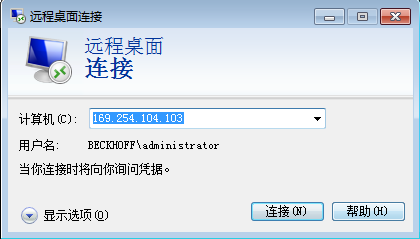 远程桌面连接
远程桌面
连接
计算机(C):
169.254.104.103
用户名:
BECKHOFF\administrator
当你连接时将向你询问凭据。
显示选项(O)
连接(N)
帮助(H)